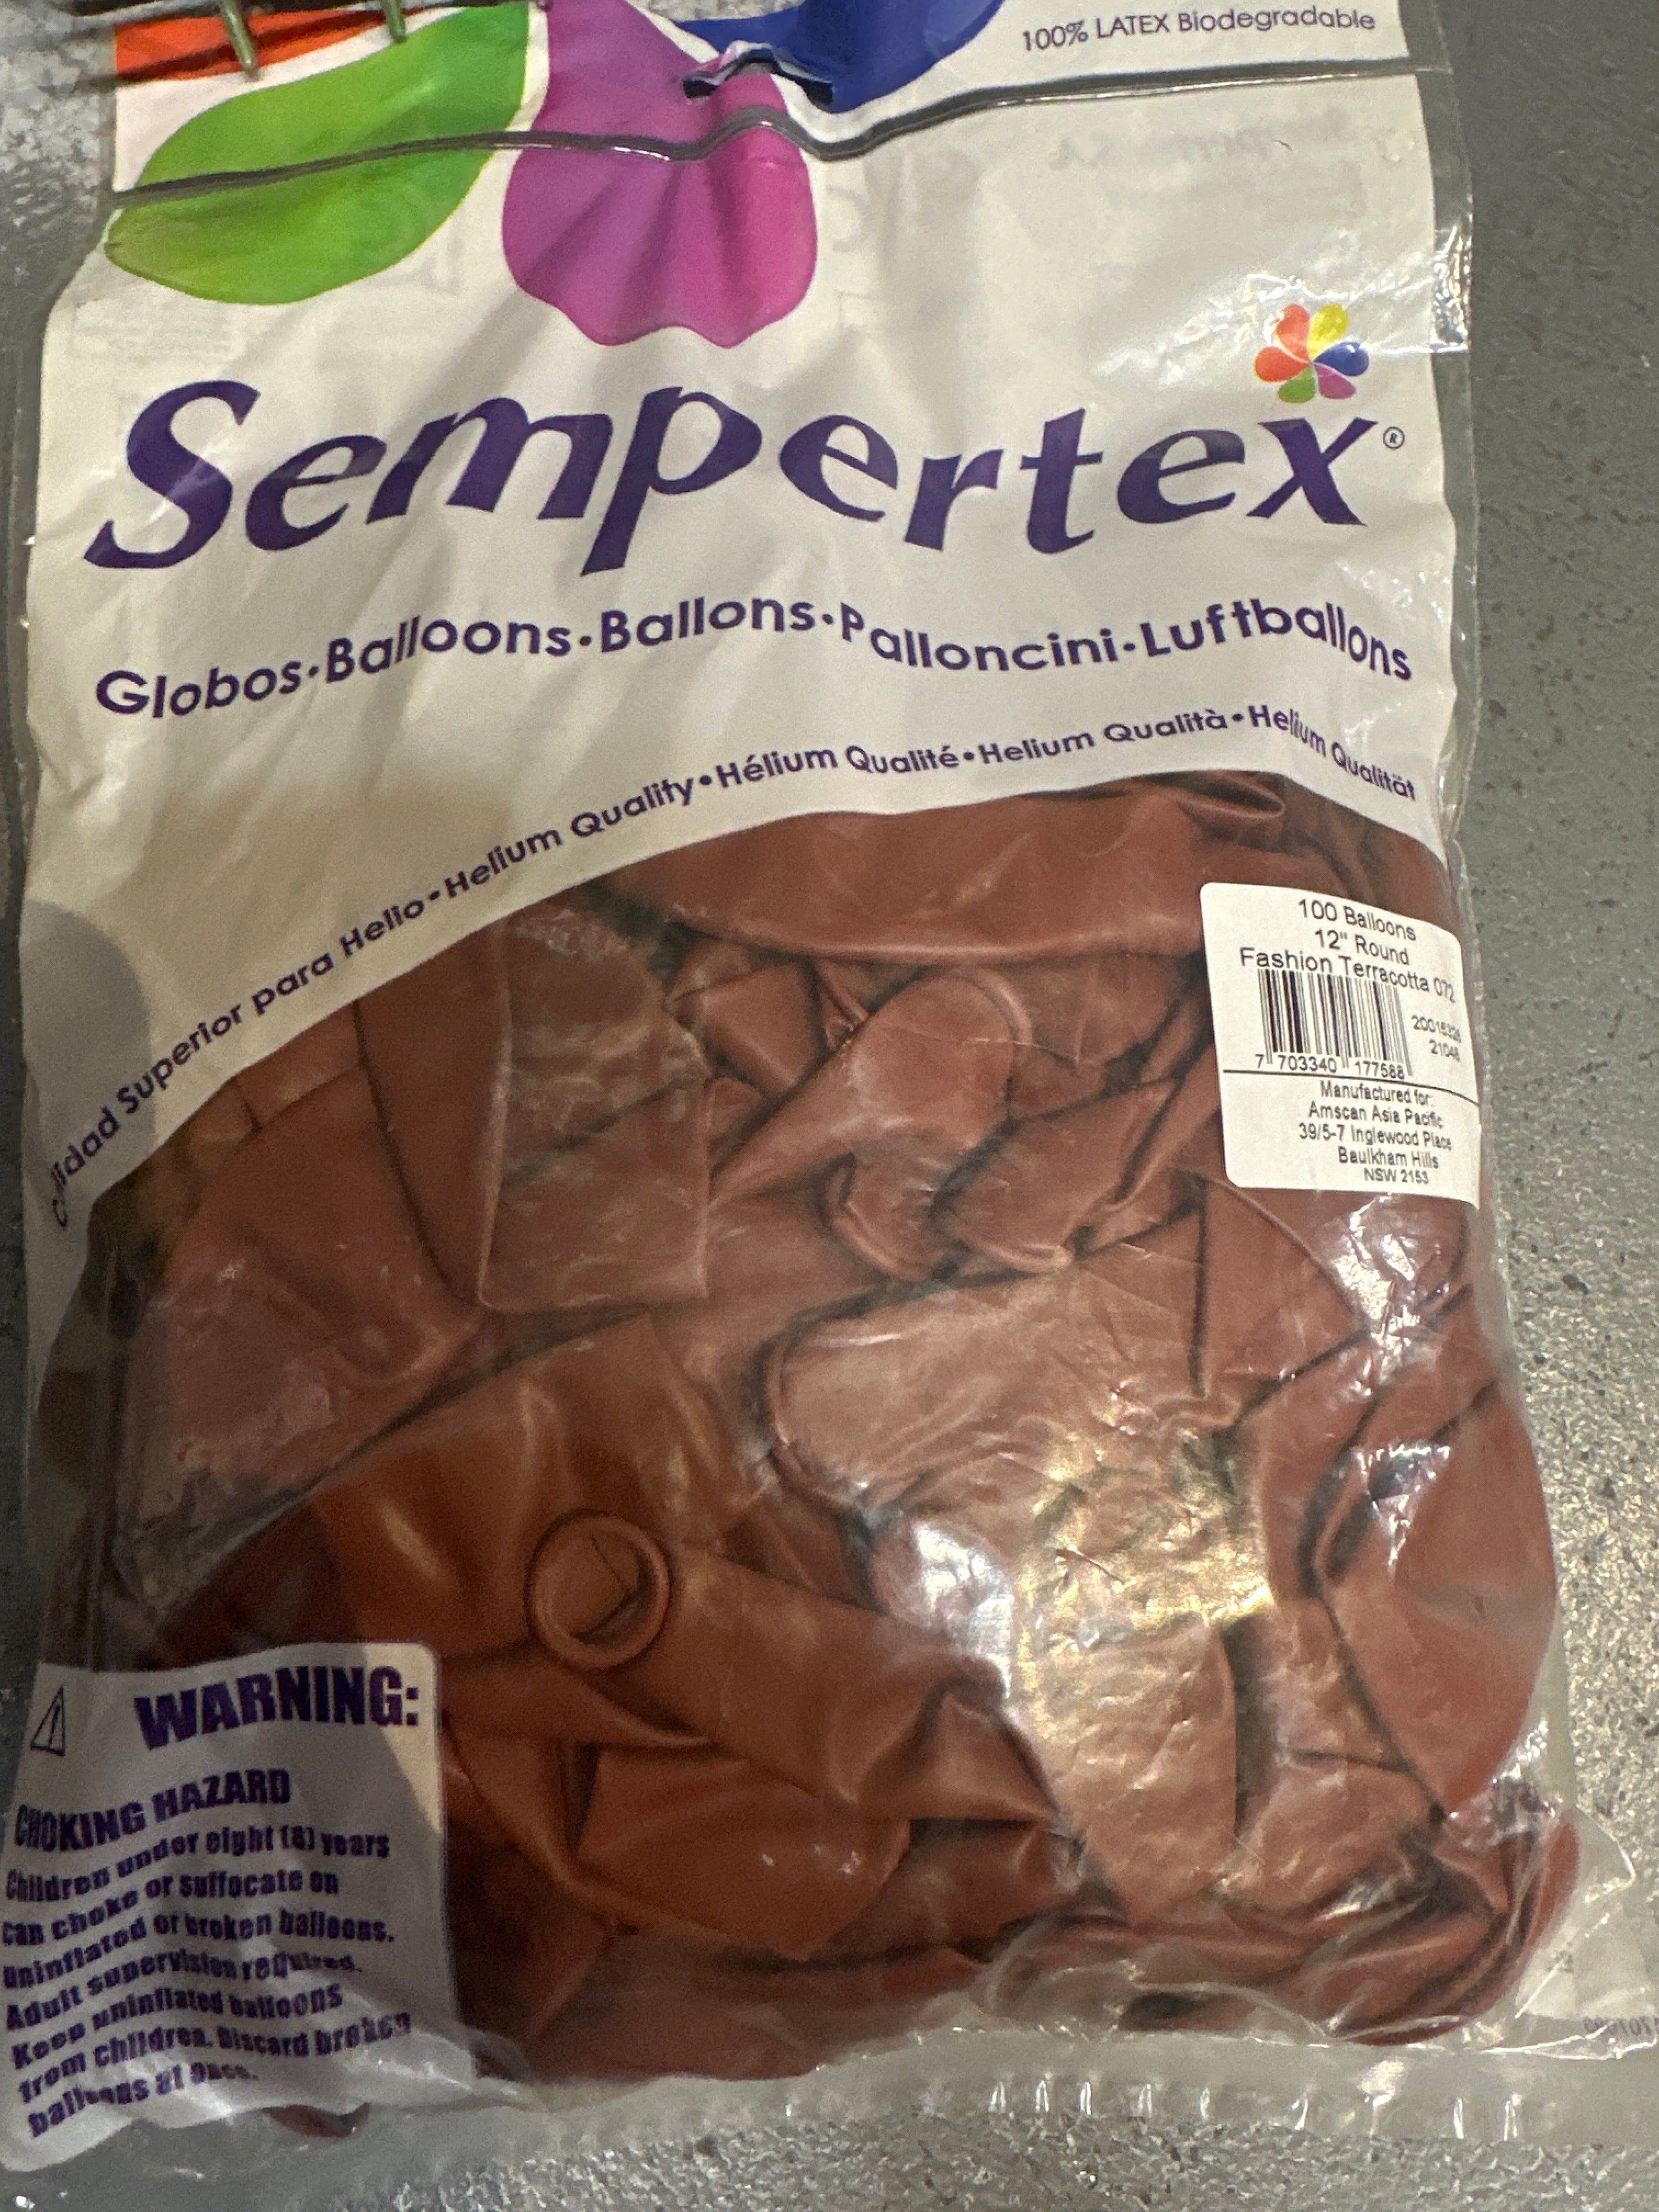 100% LATEX Biodegradable
Sempertex®
Globos•Balloons•Ballons•Palloncini•Luftballons
Calidad Superior para Helio•Helium Quality•Hélium Qualité•Helium Qualità•Helium Qualität
100 Balloons
12" Round
Fashion Terracotta 072
21048
7 703340 177588
Manufactured for:
Amscan Asia Pacific
39/5-7 Inglewood Place
Baulkham Hills
NSW 2153
WARNING:
CHOKING HAZARD
Children under eight (8) years
can choke or suffocate on
uninflated or broken balloons.
Adult supervision required.
Keep uninflated balloons
from children. Discard broken
balloons at once.